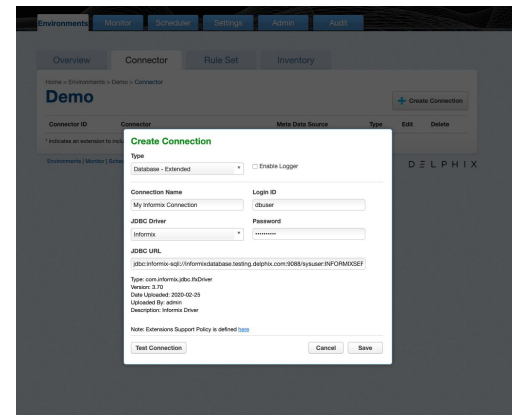 Environments Monitor Scheduler Settings Admin Audit
Overview Connector Rule Set Inventory
Home » Environments » Demo » Connector
Demo
Create Connection
Connector ID Connector Meta Data Source Type Edit Delete
* Indicates an extension to
Environments | Monitor |
DELPHIX
Create Connection
Type
Database - Extended
Enable Logger
Connection Name Login ID
My Informix Connection dbuser
JDBC Driver Password
Informix ••••••••••
JDBC URL
jdbc:informix-sqli://informixdatabase.testing.delphix.com:9088/sysuser:INFORMIXSEF
Type: com.informix.jdbc.IfxDriver
Version: 3.70
Date Uploaded: 2020-02-25
Uploaded By: admin
Description: Informix Driver
Note: Extensions Support Policy is defined here
Test Connection Cancel Save